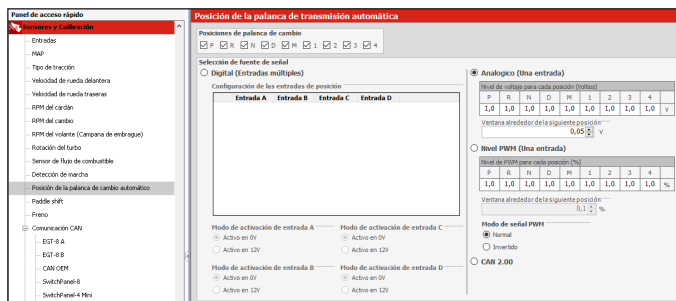 Panel de acceso rápido
Sensores y Calibración
Entradas
MAP
Tipo de tracción
Velocidad de rueda delantera
Velocidad de rueda traseras
RPM del cardán
RPM del cambio
RPM del volante (Campana de embrague)
Rotación del turbo
Sensor de flujo de combustible
Detección de marcha
Posición de la palanca de cambio automático
Paddle shift
Freno
Comunicación CAN
EGT-8 A
EGT-8 B
CAN OEM
SwitchPanel-8
SwitchPanel-4 Mini
Posición de la palanca de transmisión automática
Posiciones de palanca de cambio
P R N D M 1 2 3 4
Selección de fuente de señal
Digital (Entradas múltiples)
Configuración de las entradas de posición
Entrada A Entrada B Entrada C Entrada D
Modo de activación de entrada A
Activo en 0V
Activo en 12V
Modo de activación de entrada C
Activo en 0V
Activo en 12V
Modo de activación de entrada B
Activo en 0V
Activo en 12V
Modo de activación de entrada D
Activo en 0V
Activo en 12V
Analogico (Una entrada)
Nivel de voltaje para cada posición (Voltios)
P R N D M 1 2 3 4
1,0 1,0 1,0 1,0 1,0 1,0 1,0 1,0 1,0 V
Ventana alrededor de la siguiente posición
0,05 V
Nivel PWM (Una entrada)
Nivel de PWM para cada posición (%)
P R N D M 1 2 3 4
1,0 1,0 1,0 1,0 1,0 1,0 1,0 1,0 1,0 %
Ventana alrededor de la siguiente posición
0,1 %
Modo de señal PWM
Normal
Invertido
CAN 2.00